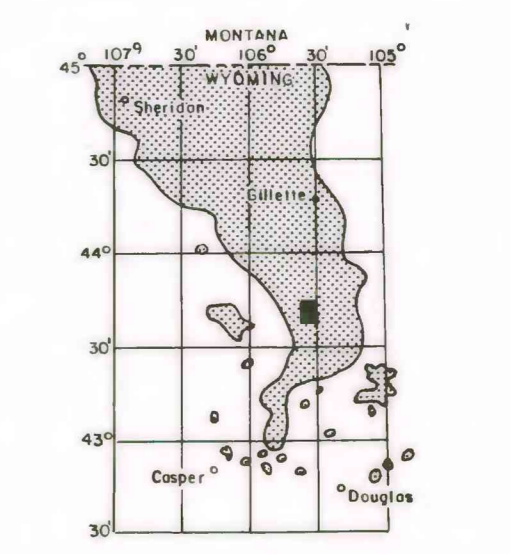 MONTANA
107° 30' 106° 30' 105°
45°
WYOMING
Sheridan
30'
Gillette
44°
30'
43°
Casper
Douglas
30'